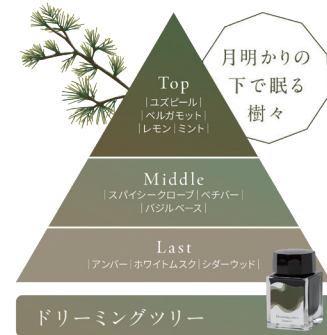 月明かりの
下で眠る
樹々
Top
|ユズピール|
|ベルガモット|
|レモン|ミント|
Middle
|スパイシークローブ|ベチバー|
|バジルベース|
Last
|アンバー|ホワイトムスク|シダーウッド|
ドリーミングツリー